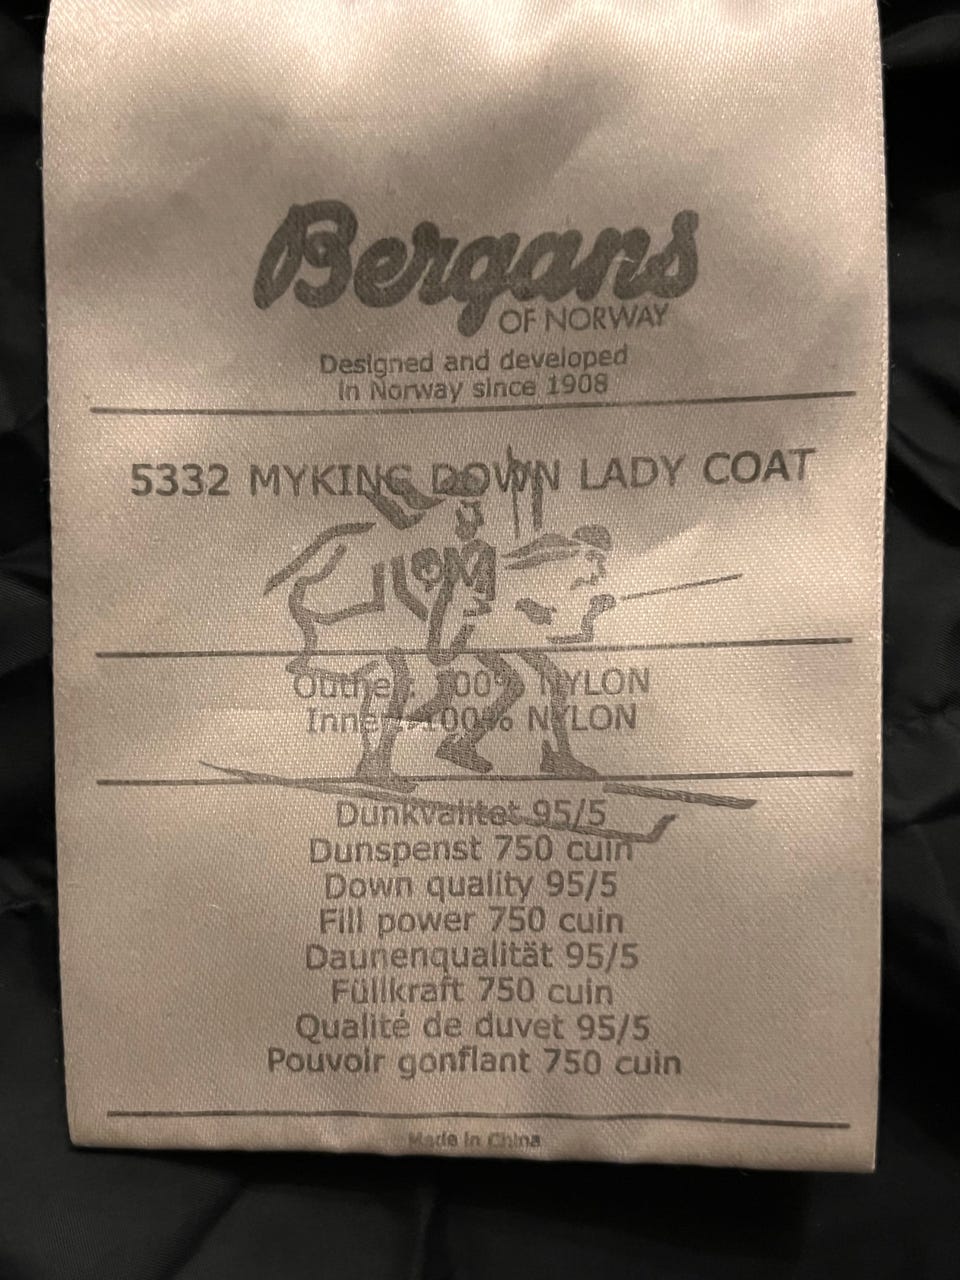 Bergans
OF NORWAY
Designed and developed
in Norway since 1908
5332 MYKING DOWN LADY COAT
Outher: 100% NYLON
Inner: 100% NYLON
Dunkvalitet 95/5
Dunspenst 750 cuin
Down quality 95/5
Fill power 750 cuin
Daunenqualität 95/5
Füllkraft 750 cuin
Qualité de duvet 95/5
Pouvoir gonflant 750 cuin
Made in China